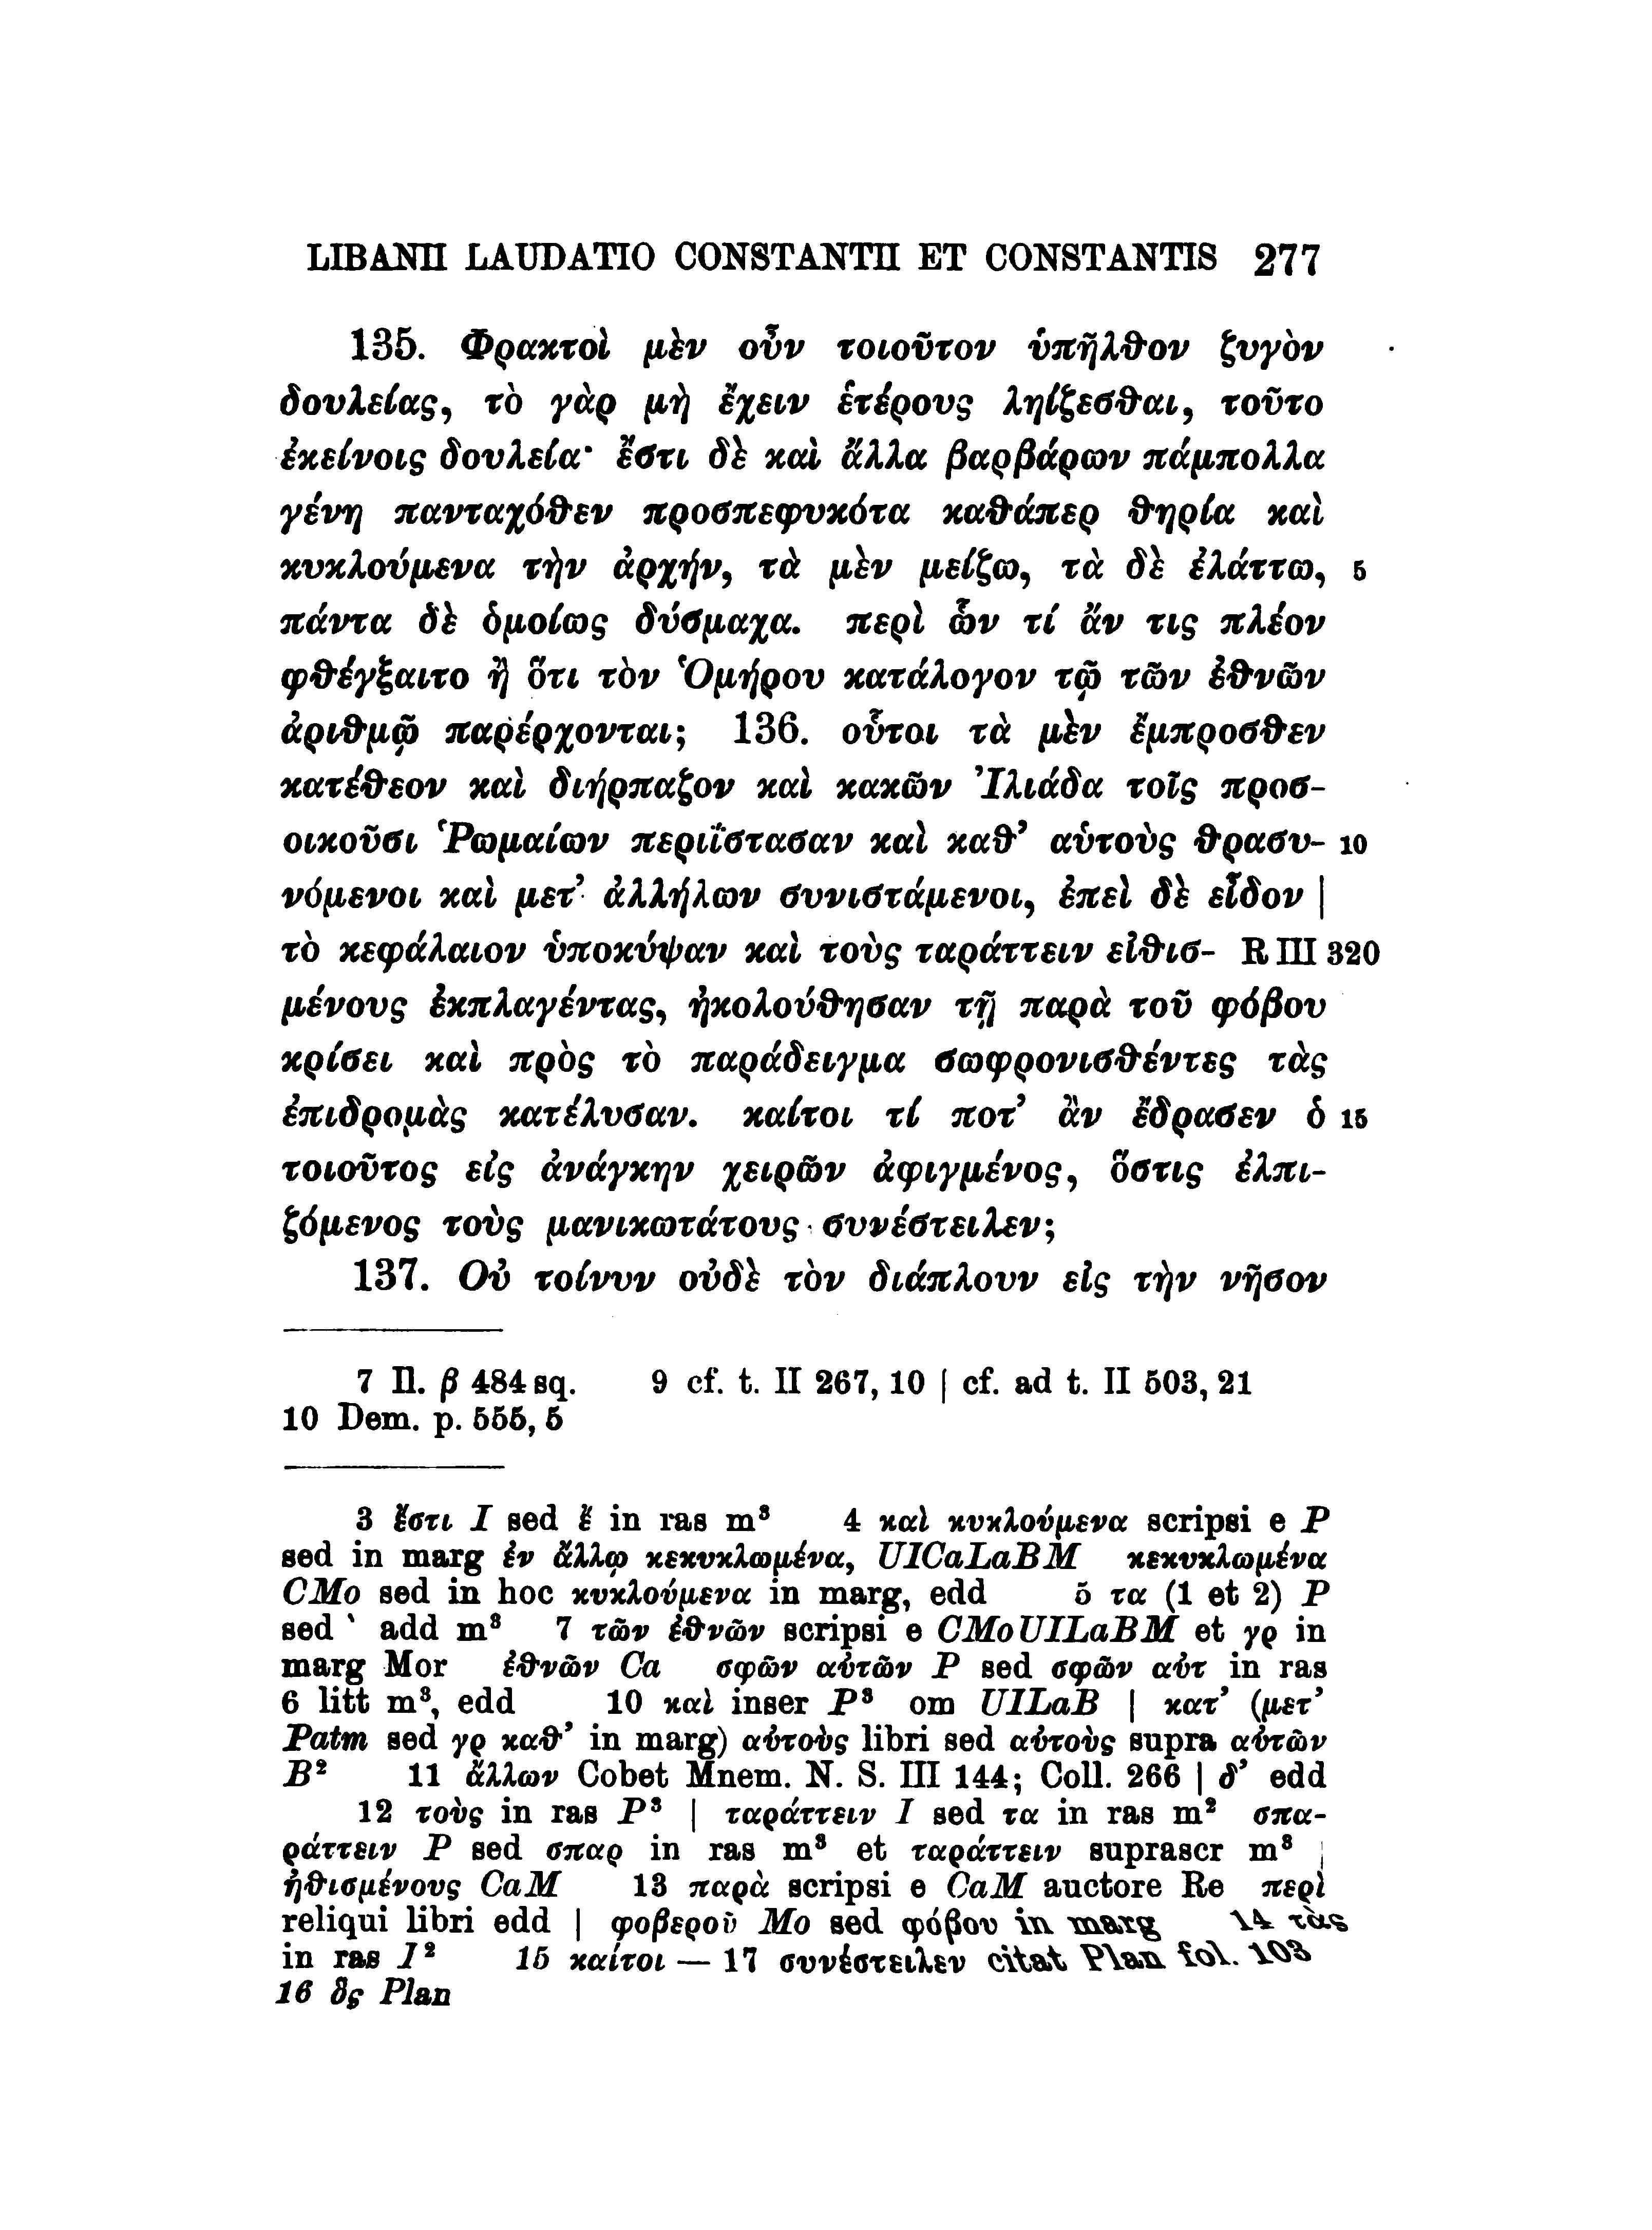 LIBANII LAUDATIO CONSTANTII ET CONSTANTIS 277
135. Φρακτοὶ μὲν οὖν τοιοῦτον ὑπῆλθον ζυγὸν
δουλείας, τὸ γὰρ μὴ ἔχειν ἑτέρους ληίζεσθαι, τοῦτο
ἐκείνοις δουλεία· ἔστι δὲ καὶ ἄλλα βαρβάρων πάμπολλα
γένη πανταχόθεν προσπεφυκότα καθάπερ θηρία καὶ
κυκλούμενα τὴν ἀρχήν, τὰ μὲν μείζω, τὰ δὲ ἐλάττω, 5
πάντα δὲ ὁμοίως δύσμαχα. περὶ ὧν τί ἄν τις πλέον
φθέγξαιτο ἢ ὅτι τὸν Ὁμήρου κατάλογον τῷ τῶν ἐθνῶν
ἀριθμῷ παρέρχονται; 136. οὗτοι τὰ μὲν ἔμπροσθεν
κατέθεον καὶ διήρπαζον καὶ κακῶν Ἰλιάδα τοῖς προσ-
οικοῦσι Ῥωμαίων περιίστασαν καὶ καθ’ αὑτοὺς θρασυ- 10
νόμενοι καὶ μετ’ ἀλλήλων συνιστάμενοι, ἐπεὶ δὲ εἶδον |
τὸ κεφάλαιον ὑποκύψαν καὶ τοὺς ταράττειν εἰθισ- R III 320
μένους ἐκπλαγέντας, ἠκολούθησαν τῇ παρὰ τοῦ φόβου
κρίσει καὶ πρὸς τὸ παράδειγμα σωφρονισθέντες τὰς
ἐπιδρομὰς κατέλυσαν. καίτοι τί ποτ’ ἂν ἔδρασεν ὁ 15
τοιοῦτος εἰς ἀνάγκην χειρῶν ἀφιγμένος, ὅστις ἐλπι-
ζόμενος τοὺς μανικωτάτους συνέστειλεν;
137. Οὐ τοίνυν οὐδὲ τὸν διάπλουν εἰς τὴν νῆσον
7 Il. β 484 sq. 9 cf. t. II 267, 10 | cf. ad t. II 503, 21
10 Dem. p. 555, 5
3 ἔστι I sed ἔ in ras m³ 4 καὶ κυκλούμενα scripsi e P
sed in marg ἐν ἄλλῳ κεκυκλωμένα, UICaLaBM κεκυκλωμένα
CMo sed in hoc κυκλούμενα in marg, edd 5 τα (1 et 2) P
sed ‵ add m³ 7 τῶν ἐθνῶν scripsi e CMoUILaBM et γρ in
marg Mor ἐθνῶν Ca σφῶν αὐτῶν P sed σφῶν αὐτ in ras
6 litt m³, edd 10 καὶ inser P³ om UILaB | κατ’ (μετ’
Patm sed γρ καθ’ in marg) αὐτοὺς libri sed αὐτοὺς supra αὐτῶν
B² 11 ἄλλων Cobet Mnem. N. S. III 144; Coll. 266 | δ’ edd
12 τοὺς in ras P³ | ταράττειν I sed τα in ras m² σπα-
ράττειν P sed σπαρ in ras m³ et ταράττειν suprascr m³ |
ἠθισμένους CaM 13 παρὰ scripsi e CaM auctore Re περὶ
reliqui libri edd | φοβεροῦ Mo sed φόβου in marg 14 τὰς
in ras I² 15 καίτοι — 17 συνέστειλεν citat Plan fol. 103
16 ὃς Plan